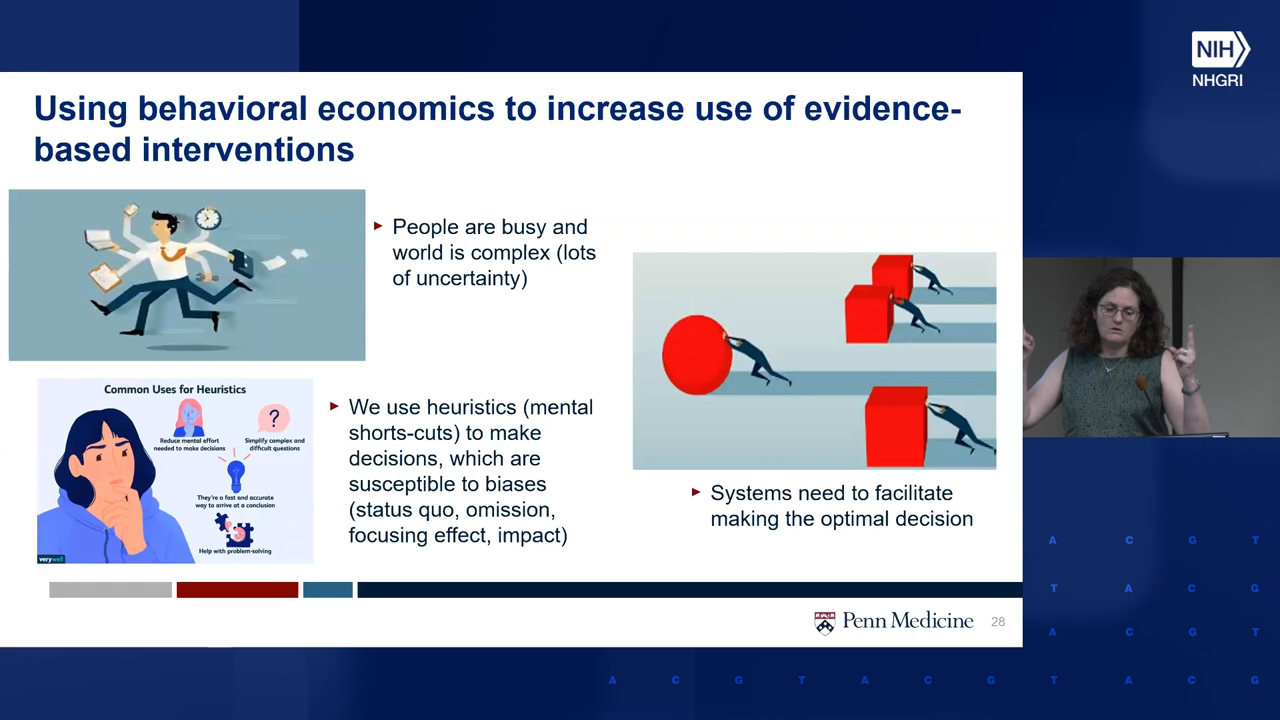 NIH
NHGRI
Using behavioral economics to increase use of evidence-
based interventions
People are busy and
world is complex (lots
of uncertainty)
Common Uses for Heuristics
Reduce mental effort
needed to make decisions
?
Simplify complex and
difficult questions
They're a fast and accurate
way to arrive at a conclusion
Help with problem-solving
verywell
We use heuristics (mental
shorts-cuts) to make
decisions, which are
susceptible to biases
(status quo, omission,
focusing effect, impact)
Systems need to facilitate
making the optimal decision
Penn Medicine
28
A C G T
T A C G
A C G T
A C G T A C G T A C G